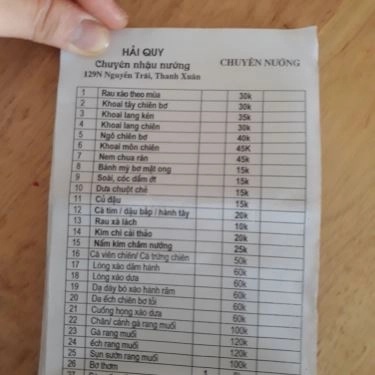 HẢI QUY
Chuyên nhậu nướng CHUYÊN NƯỚNG
129N Nguyễn Trãi, Thanh Xuân
1 Rau xào theo mùa 30k
2 Khoai tây chiên bơ 30k
3 Khoai lang kén 35k
4 Khoai lang chiên 30k
5 Ngô chiên bơ 40k
6 Khoai môn chiên 45K
7 Nem chua rán 45k
8 Bánh mỳ bơ mật ong 15k
9 Soài, cóc dầm ớt 15k
10 Dưa chuột chẻ 15k
11 Củ đậu 15k
12 Cà tím / dậu bắp / hành tây 20k
13 Rau xà lách 10k
14 Kim chi cải thảo 20k
15 Nấm kim châm nướng 25k
16 Cá viên chiên/ Cá trứng chiên 50k
17 Lòng xào dấm hành 60k
18 Lòng xào dưa 60k
19 Dạ dày bò xào hành răm 60k
20 Da ếch chiên bơ tỏi 60k
21 Cuống họng xào dưa 60k
22 Chân/ cánh gà rang muối 100k
23 Gà rang muối 120k
24 ếch rang muối 120k
25 Sụn sườn rang muối 100k
26 Bơ thơm